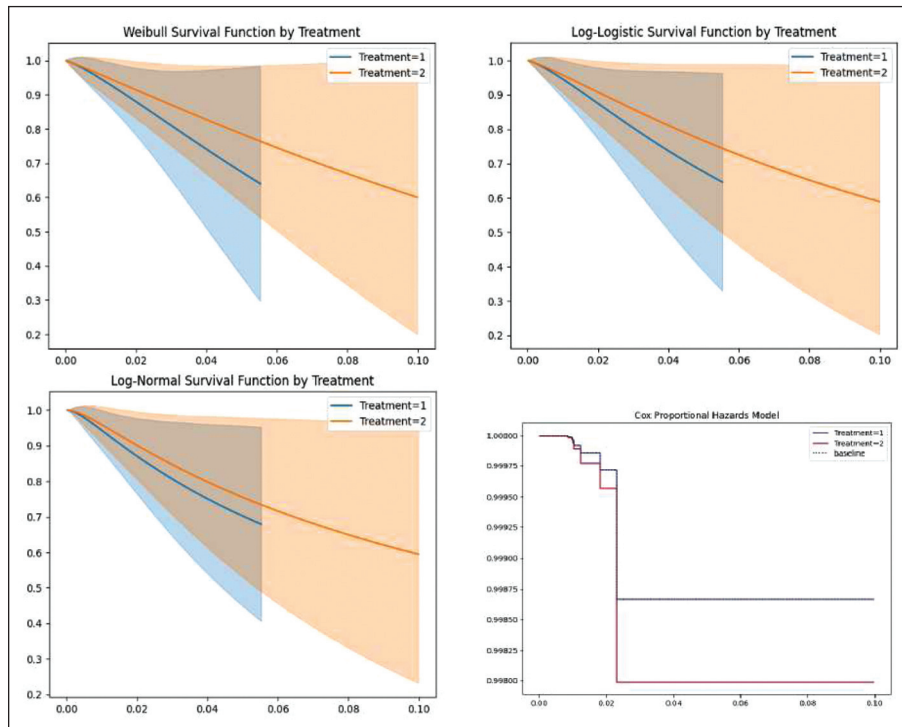 Weibull Survival Function by Treatment
Treatment=1
Treatment=2
1.0
0.9
0.8
0.7
0.6
0.5
0.4
0.3
0.2
0.00 0.02 0.04 0.06 0.08 0.10
Log-Logistic Survival Function by Treatment
Treatment=1
Treatment=2
1.0
0.9
0.8
0.7
0.6
0.5
0.4
0.3
0.2
0.00 0.02 0.04 0.06 0.08 0.10
Log-Normal Survival Function by Treatment
Treatment=1
Treatment=2
1.0
0.9
0.8
0.7
0.6
0.5
0.4
0.3
0.2
0.00 0.02 0.04 0.06 0.08 0.10
Cox Proportional Hazards Model
Treatment=1
Treatment=2
baseline
1.00000
0.99975
0.99950
0.99925
0.99900
0.99875
0.99850
0.99825
0.99800
0.00 0.02 0.04 0.06 0.08 0.10